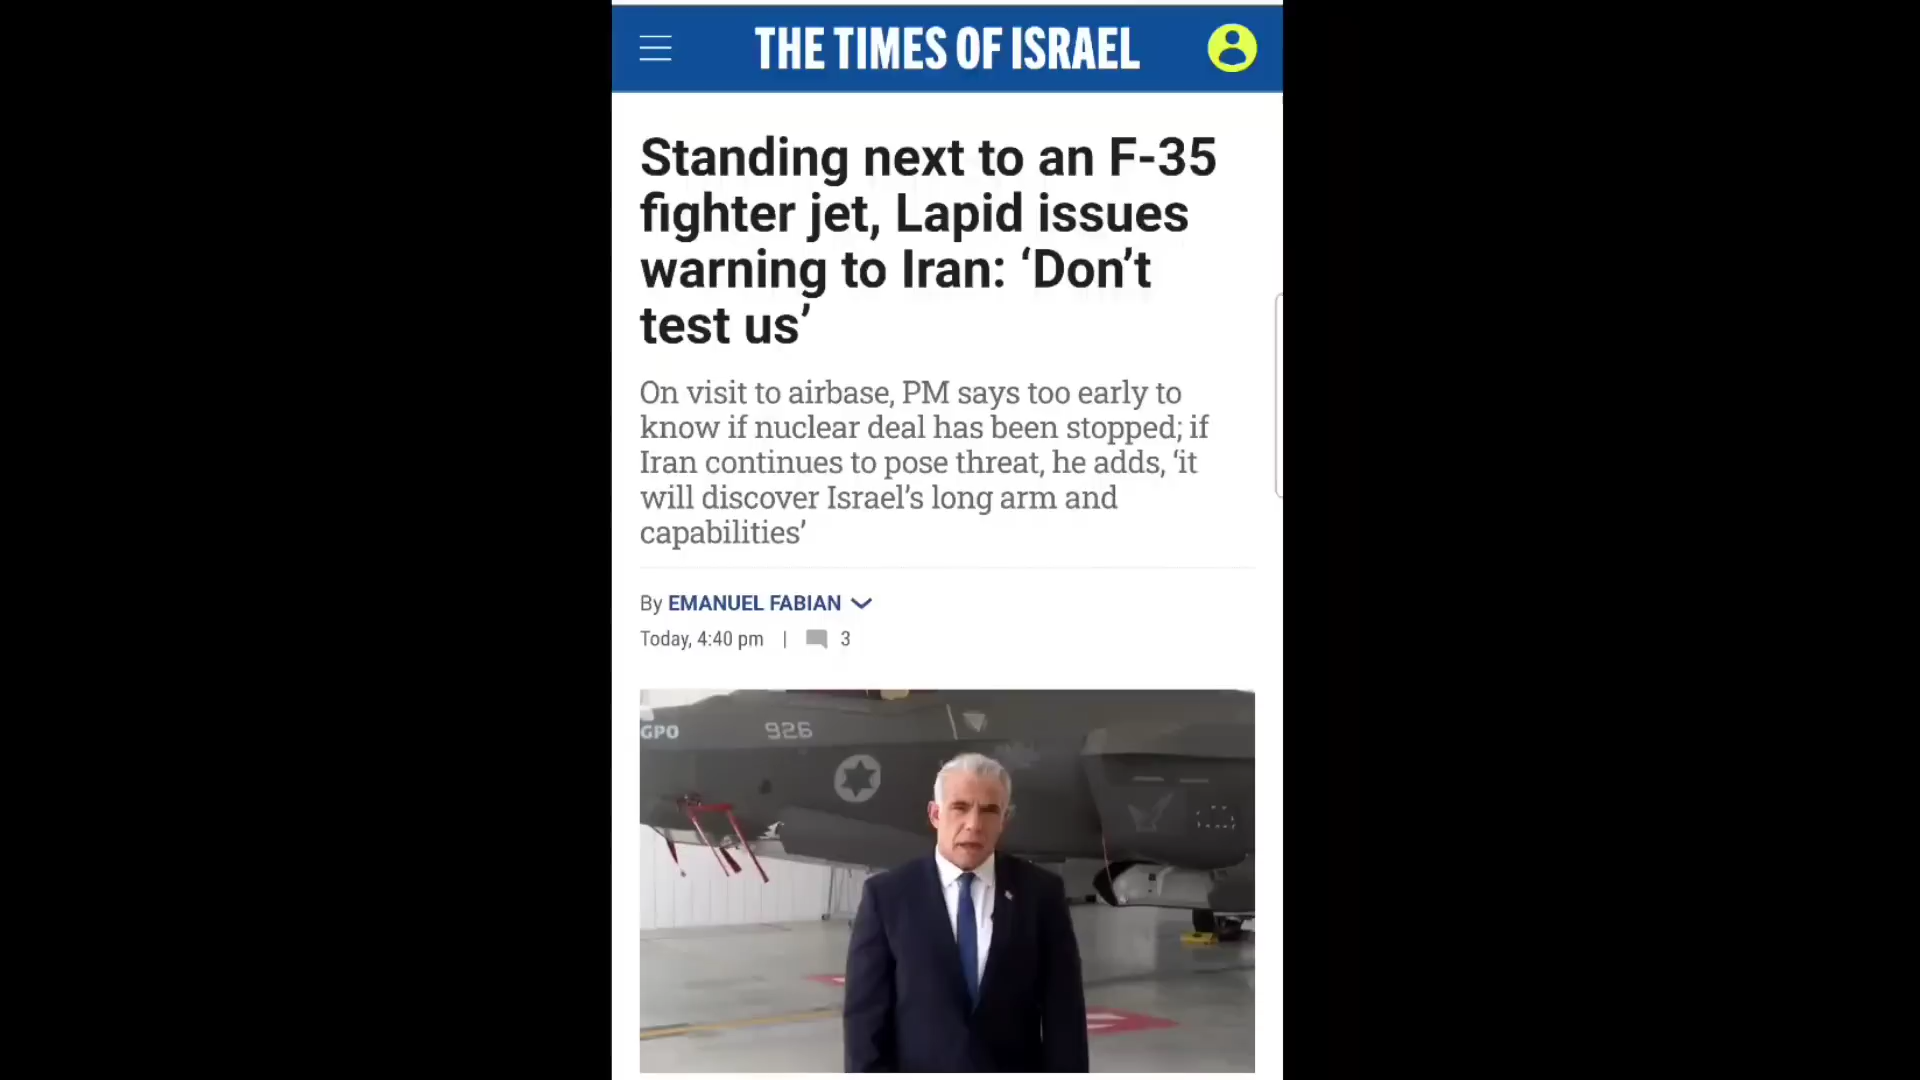 THE TIMES OF ISRAEL
Standing next to an F-35
fighter jet, Lapid issues
warning to Iran: ‘Don’t
test us’
On visit to airbase, PM says too early to
know if nuclear deal has been stopped; if
Iran continues to pose threat, he adds, ‘it
will discover Israel’s long arm and
capabilities’
By EMANUEL FABIAN
Today, 4:40 pm | 3
GPO
926